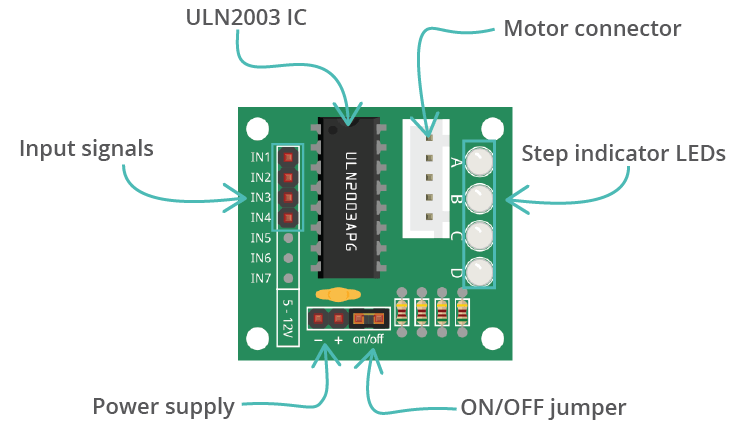 ULN2003 IC
Motor connector
Input signals
Step indicator LEDs
IN1
IN2
IN3
IN4
IN5
IN6
IN7
ULN2003APG
A
B
C
D
5 - 12V
− + on/off
Power supply
ON/OFF jumper